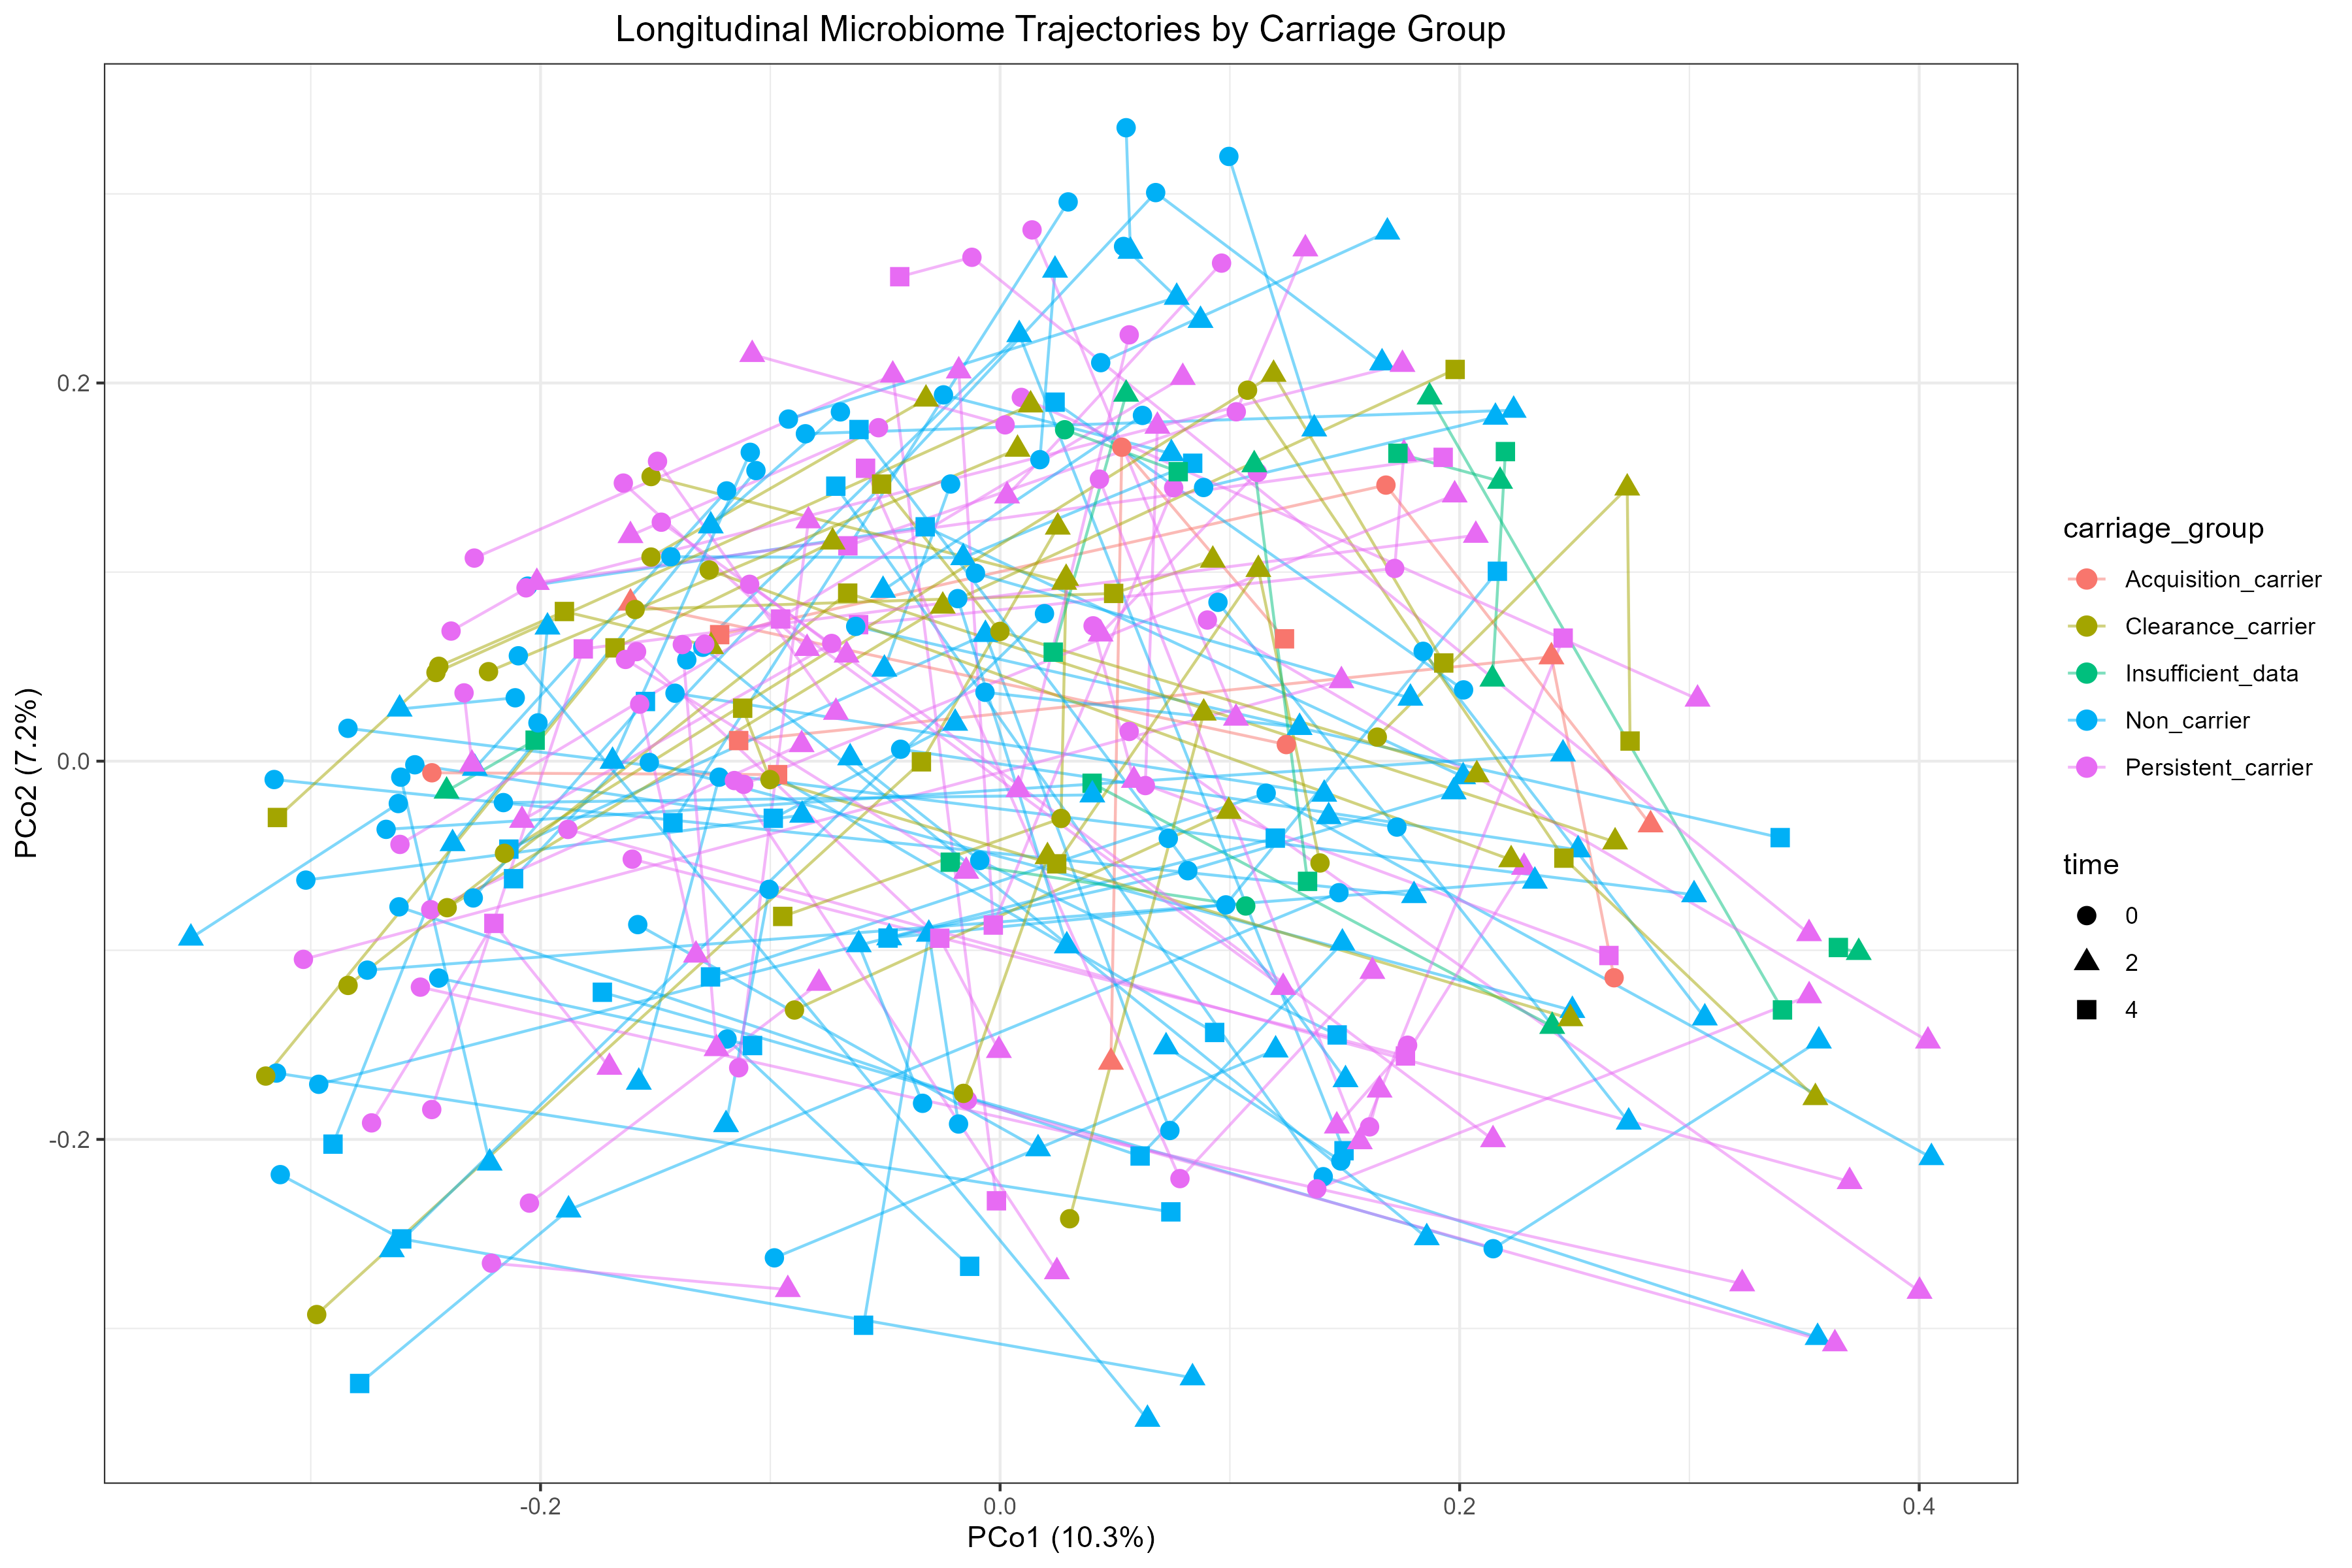 Longitudinal Microbiome Trajectories by Carriage Group
PCo2 (7.2%)
0.2
0.0
-0.2
-0.2
0.0
0.2
0.4
PCo1 (10.3%)
carriage_group
Acquisition_carrier
Clearance_carrier
Insufficient_data
Non_carrier
Persistent_carrier
time
0
2
4